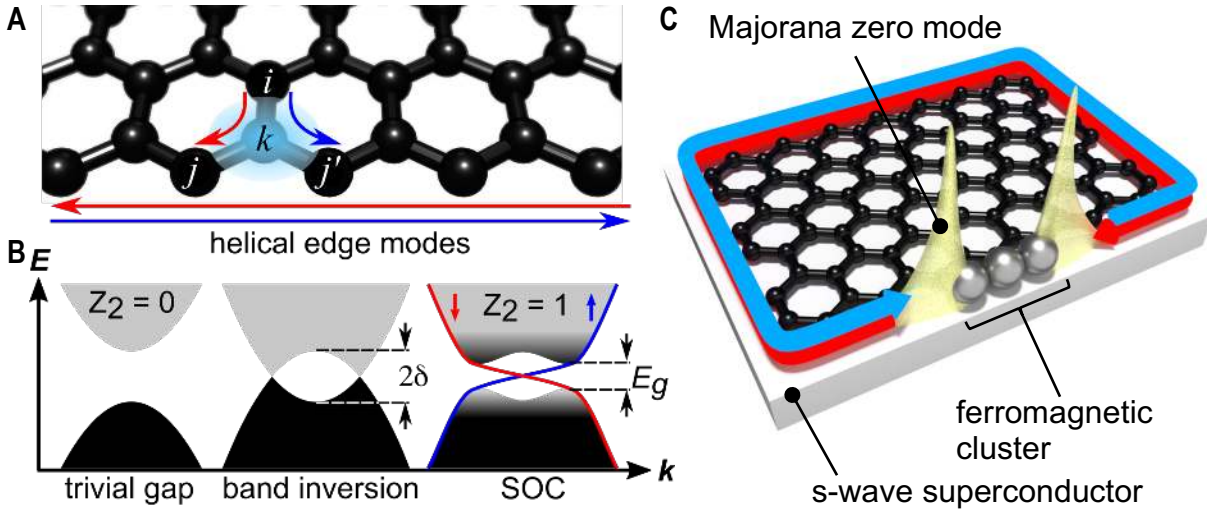 A
i
k
j
j'
helical edge modes
B
E
Z2 = 0
Z2 = 1
2δ
Eg
k
trivial gap
band inversion
SOC
C
Majorana zero mode
ferromagnetic
cluster
s-wave superconductor